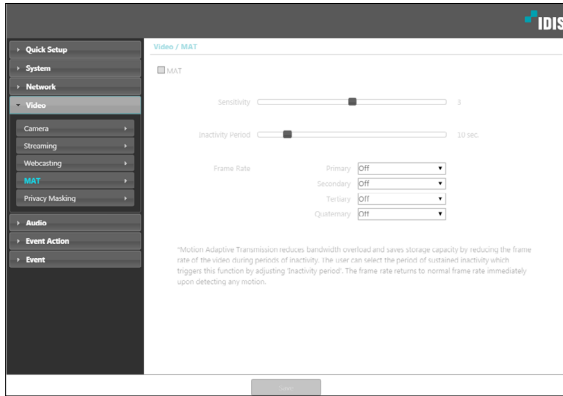 IDIS
Quick Setup
System
Network
Video
Camera
Streaming
Webcasting
MAT
Privacy Masking
Audio
Event Action
Event
Video / MAT
MAT
Sensitivity 3
Inactivity Period 10 sec
Frame Rate Primary Off
Secondary Off
Tertiary Off
Quaternary Off
*Motion Adaptive Transmission reduces bandwidth overload and saves storage capacity by reducing the frame
rate of the video during periods of inactivity. The user can select the period of sustained inactivity which
triggers this function by adjusting 'Inactivity period'. The frame rate returns to normal frame rate immediately
upon detecting any motion.